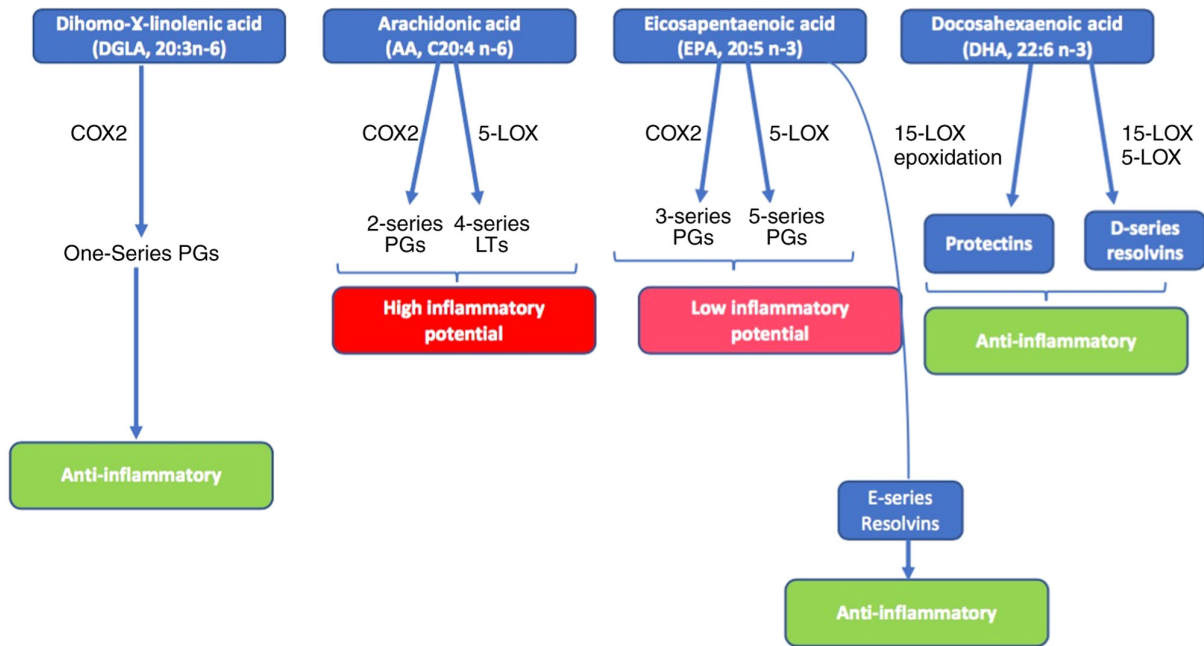 Dihomo-Ɣ-linolenic acid
(DGLA, 20:3n-6)
COX2
One-Series PGs
Anti-inflammatory
Arachidonic acid
(AA, C20:4 n-6)
COX2
5-LOX
2-series
PGs
4-series
LTs
High inflammatory
potential
Eicosapentaenoic acid
(EPA, 20:5 n-3)
COX2
5-LOX
3-series
PGs
5-series
PGs
Low inflammatory
potential
E-series
Resolvins
Anti-inflammatory
Docosahexaenoic acid
(DHA, 22:6 n-3)
15-LOX
epoxidation
15-LOX
5-LOX
Protectins
D-series
resolvins
Anti-inflammatory